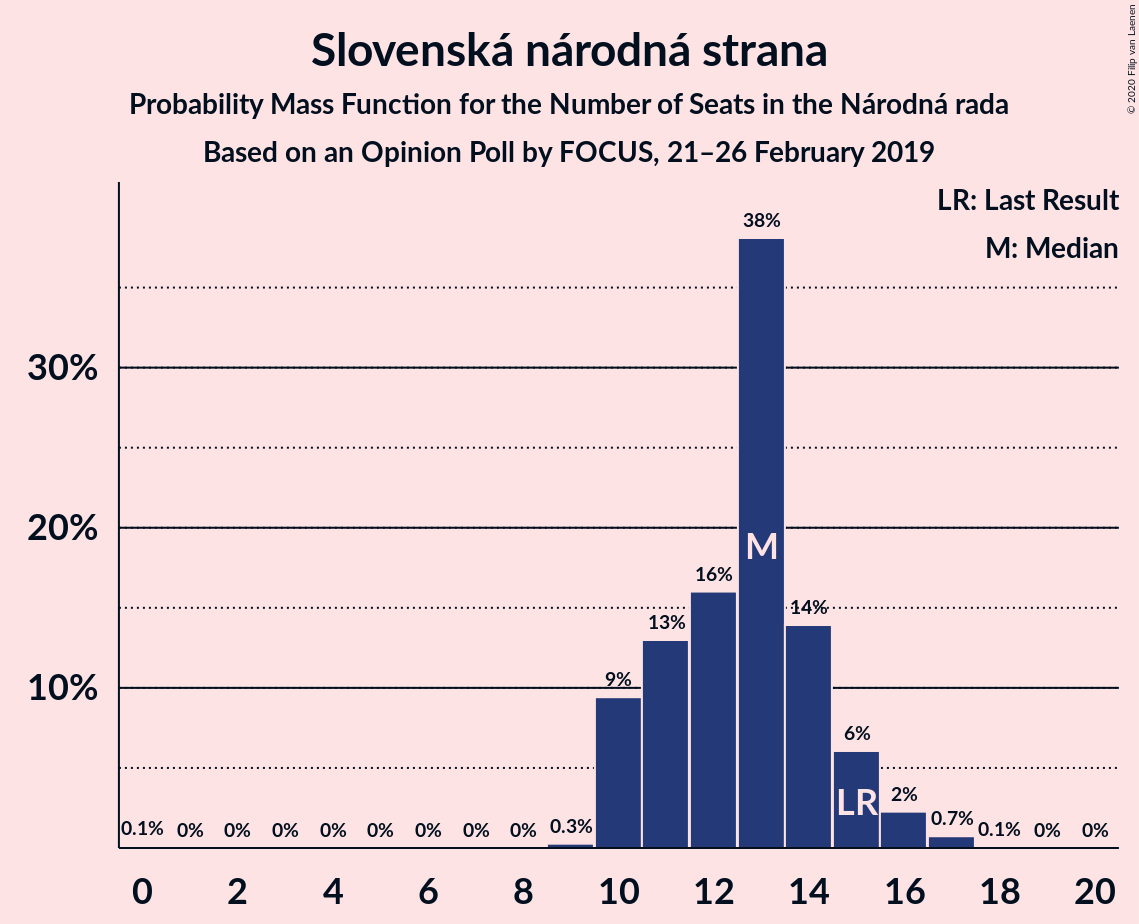 Slovenská národná strana
Probability Mass Function for the Number of Seats in the Národná rada
Based on an Opinion Poll by FOCUS, 21–26 February 2019
© 2020 Filip van Laenen
LR: Last Result
M: Median
38%
30%
20%
M
16%
14%
13%
10%
9%
6%
LR
2%
0.1% 0% 0% 0% 0% 0% 0% 0% 0% 0.3% 0.7% 0.1% 0% 0%
0 2 4 6 8 10 12 14 16 18 20